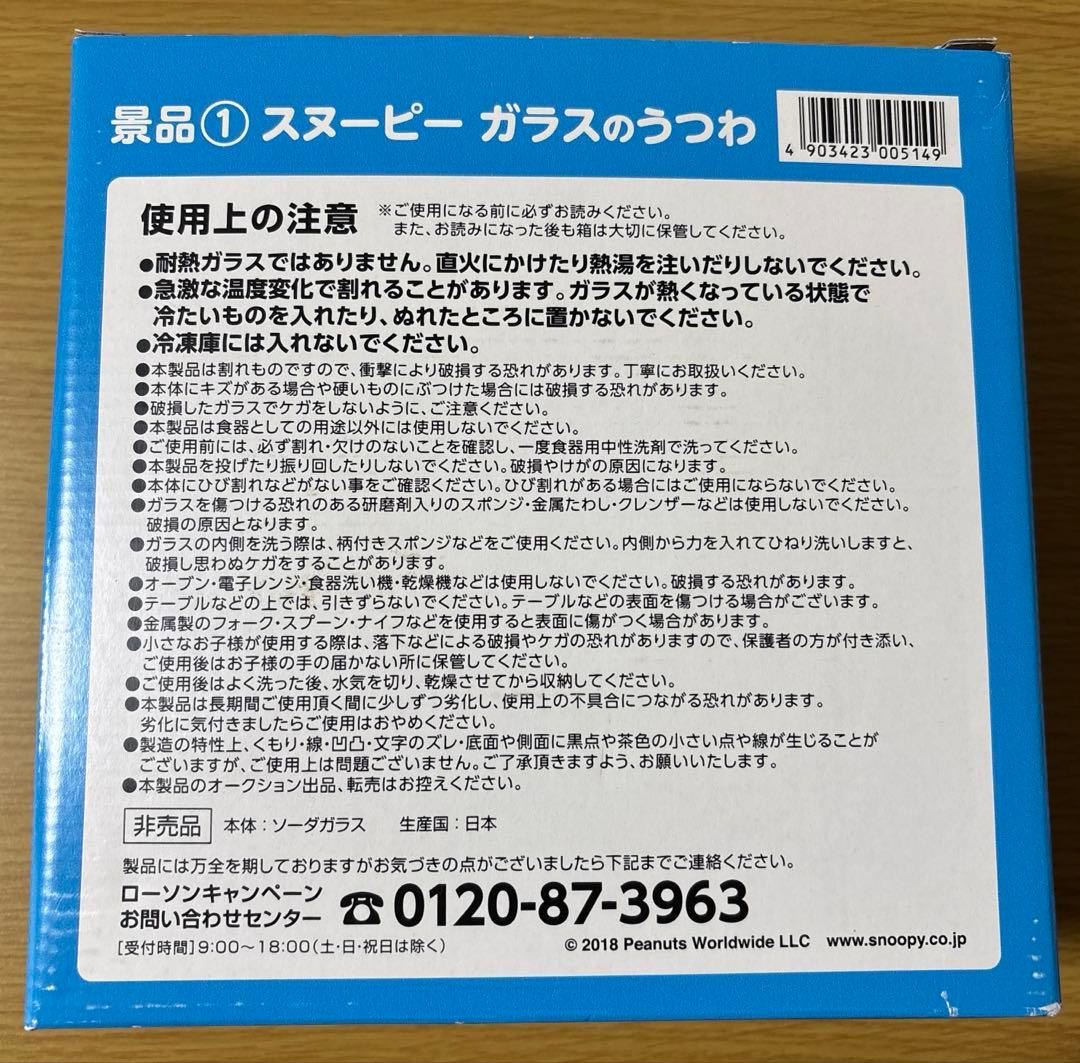 景品① スヌーピー ガラスのうつわ
4 903423 005149
使用上の注意
※ご使用になる前に必ずお読みください。
また、お読みになった後も箱は大切に保管してください。
●耐熱ガラスではありません。直火にかけたり熱湯を注いだりしないでください。
●急激な温度変化で割れることがあります。ガラスが熱くなっている状態で
冷たいものを入れたり、ぬれたところに置かないでください。
●冷凍庫には入れないでください。
●本製品は割れものですので、衝撃により破損する恐れがあります。丁寧にお取扱いください。
●本体にキズがある場合や硬いものにぶつけた場合には破損する恐れがあります。
●破損したガラスでケガをしないように、ご注意ください。
●本製品は食器としての用途以外には使用しないでください。
●ご使用前には、必ず割れ・欠けのないことを確認し、一度食器用中性洗剤で洗ってください。
●本製品を投げたり振り回したりしないでください。破損やけがの原因になります。
●本体にひび割れなどがない事をご確認ください。ひび割れがある場合にはご使用にならないでください。
●ガラスを傷つける恐れのある研磨剤入りのスポンジ・金属たわし・クレンザーなどは使用しないでください。
破損の原因となります。
●ガラスの内側を洗う際は、柄付きスポンジなどをご使用ください。内側から力を入れてひねり洗いしますと、
破損し思わぬケガをすることがあります。
●オーブン・電子レンジ・食器洗い機・乾燥機などは使用しないでください。破損する恐れがあります。
●テーブルなどの上では、引きずらないでください。テーブルなどの表面を傷つける場合がございます。
●金属製のフォーク・スプーン・ナイフなどを使用すると表面に傷がつく場合があります。
●小さなお子様が使用する際は、落下などによる破損やケガの恐れがありますので、保護者の方が付き添い、
ご使用後はお子様の手の届かない所に保管してください。
●ご使用後はよく洗った後、水気を切り、乾燥させてから収納してください。
●本製品は長期間ご使用頂く間に少しずつ劣化し、使用上の不具合につながる恐れがあります。
劣化に気付きましたらご使用はおやめください。
●製造の特性上、くもり・線・凹凸・文字のズレ・底面や側面に黒点や茶色の小さい点や線が生じることが
ございますが、ご使用上は問題ございません。ご了承頂きますよう、お願いいたします。
●本製品のオークション出品、転売はお控えください。
非売品 本体：ソーダガラス 生産国：日本
製品には万全を期しておりますがお気づきの点がございましたら下記までご連絡ください。
ローソンキャンペーン
お問い合わせセンター ☎0120-87-3963
[受付時間]9:00～18:00(土・日・祝日は除く)
© 2018 Peanuts Worldwide LLC www.snoopy.co.jp